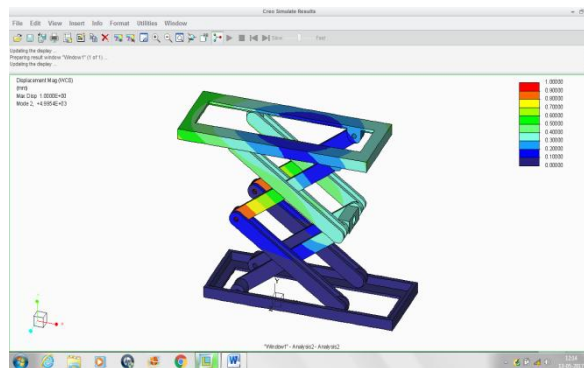 Creo Simulate Results
File Edit View Insert Info Format Utilities Window
Updating the display ...
Preparing result window "Window1" (1 of 1) ...
Updating the display ...
Displacement Mag (WCS)
(mm)
Max Disp 1.0000E+00
Mode 2, +4.9954E+03
1.00000
0.90000
0.80000
0.70000
0.60000
0.50000
0.40000
0.30000
0.20000
0.10000
0.00000
Y
"Window1" - Analysis2 - Analysis2
12:04